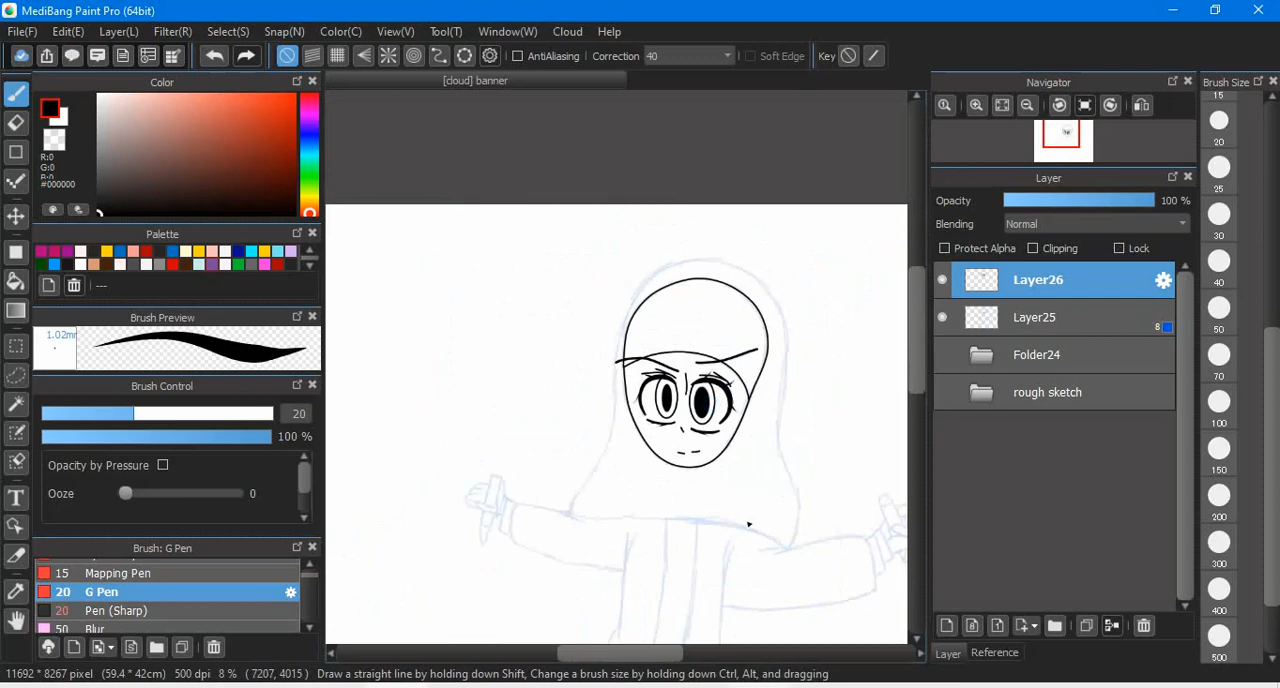 MediBang Paint Pro (64bit)
File(F) Edit(E) Layer(L) Filter(R) Select(S) Snap(N) Color(C) View(V) Tool(T) Window(W) Cloud Help
AntiAliasing Correction 40 Soft Edge Key
Color
[cloud] banner
Navigator
Brush Size
R:0
G:0
B:0
#000000
Palette
---
Brush Preview
1.02mm
Brush Control
20
100 %
Opacity by Pressure
Ooze 0
Brush: G Pen
15 Mapping Pen
20 G Pen
20 Pen (Sharp)
50 Blur
Layer
Opacity 100 %
Blending Normal
Protect Alpha Clipping Lock
Layer26
Layer25
8
Folder24
rough sketch
Layer Reference
15
20
25
30
40
50
70
100
150
200
300
400
500
11692 * 8267 pixel (59.4 * 42cm) 500 dpi 8 % ( 7207, 4015 ) Draw a straight line by holding down Shift, Change a brush size by holding down Ctrl, Alt, and dragging